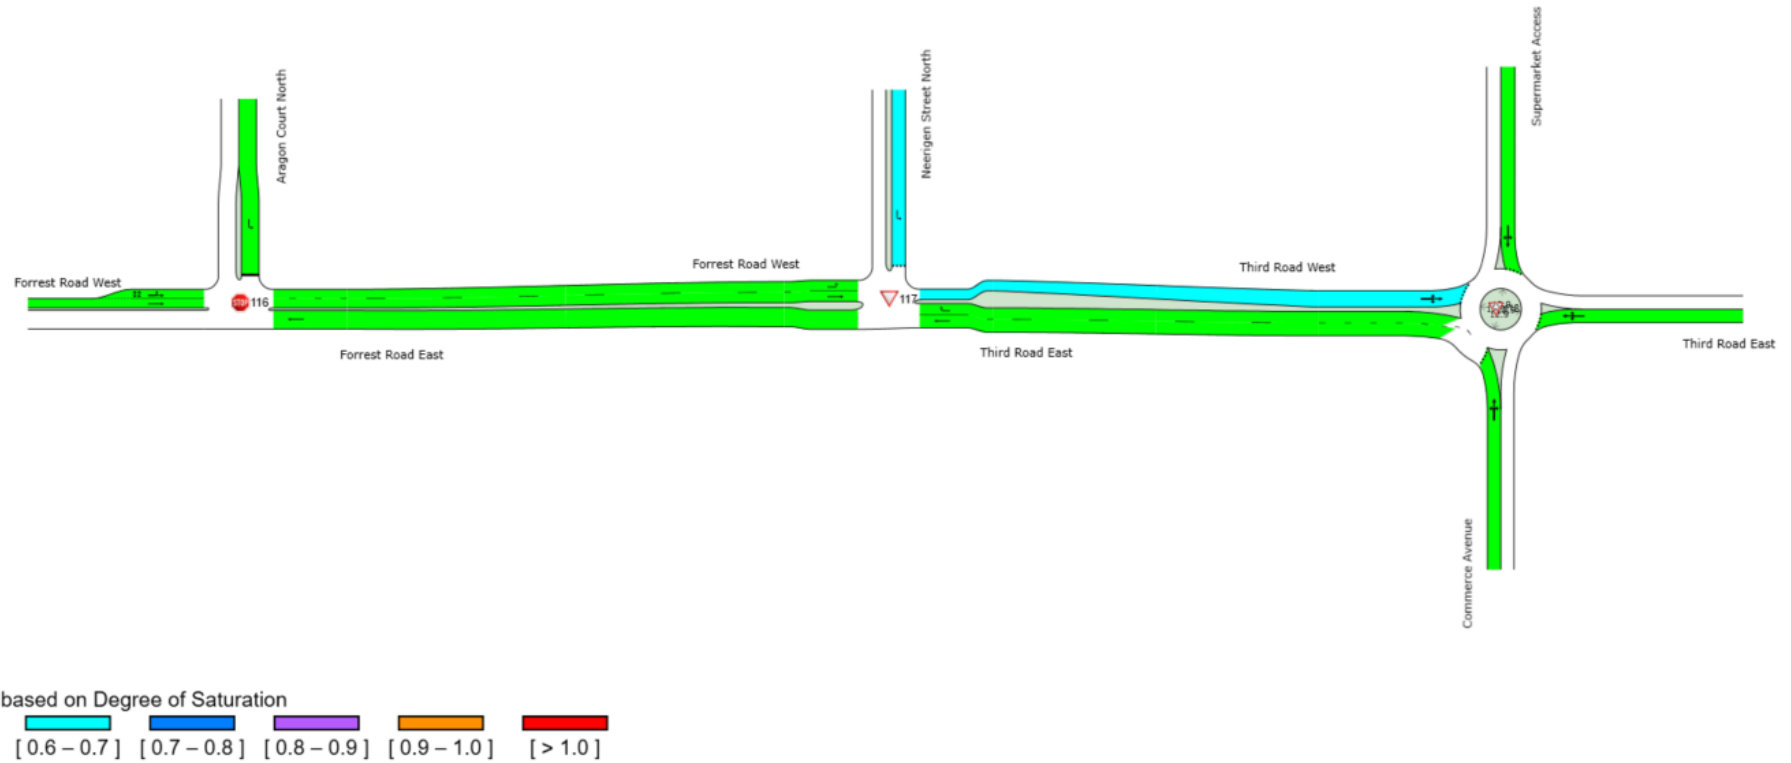 Supermarket Access
Neerigen Street North
Aragon Court North
Forrest Road West
Forrest Road West
Third Road West
32
STOP
116
117
Forrest Road East
Third Road East
Third Road East
Commerce Avenue
based on Degree of Saturation
[ 0.6 – 0.7 ] [ 0.7 – 0.8 ] [ 0.8 – 0.9 ] [ 0.9 – 1.0 ] [ > 1.0 ]